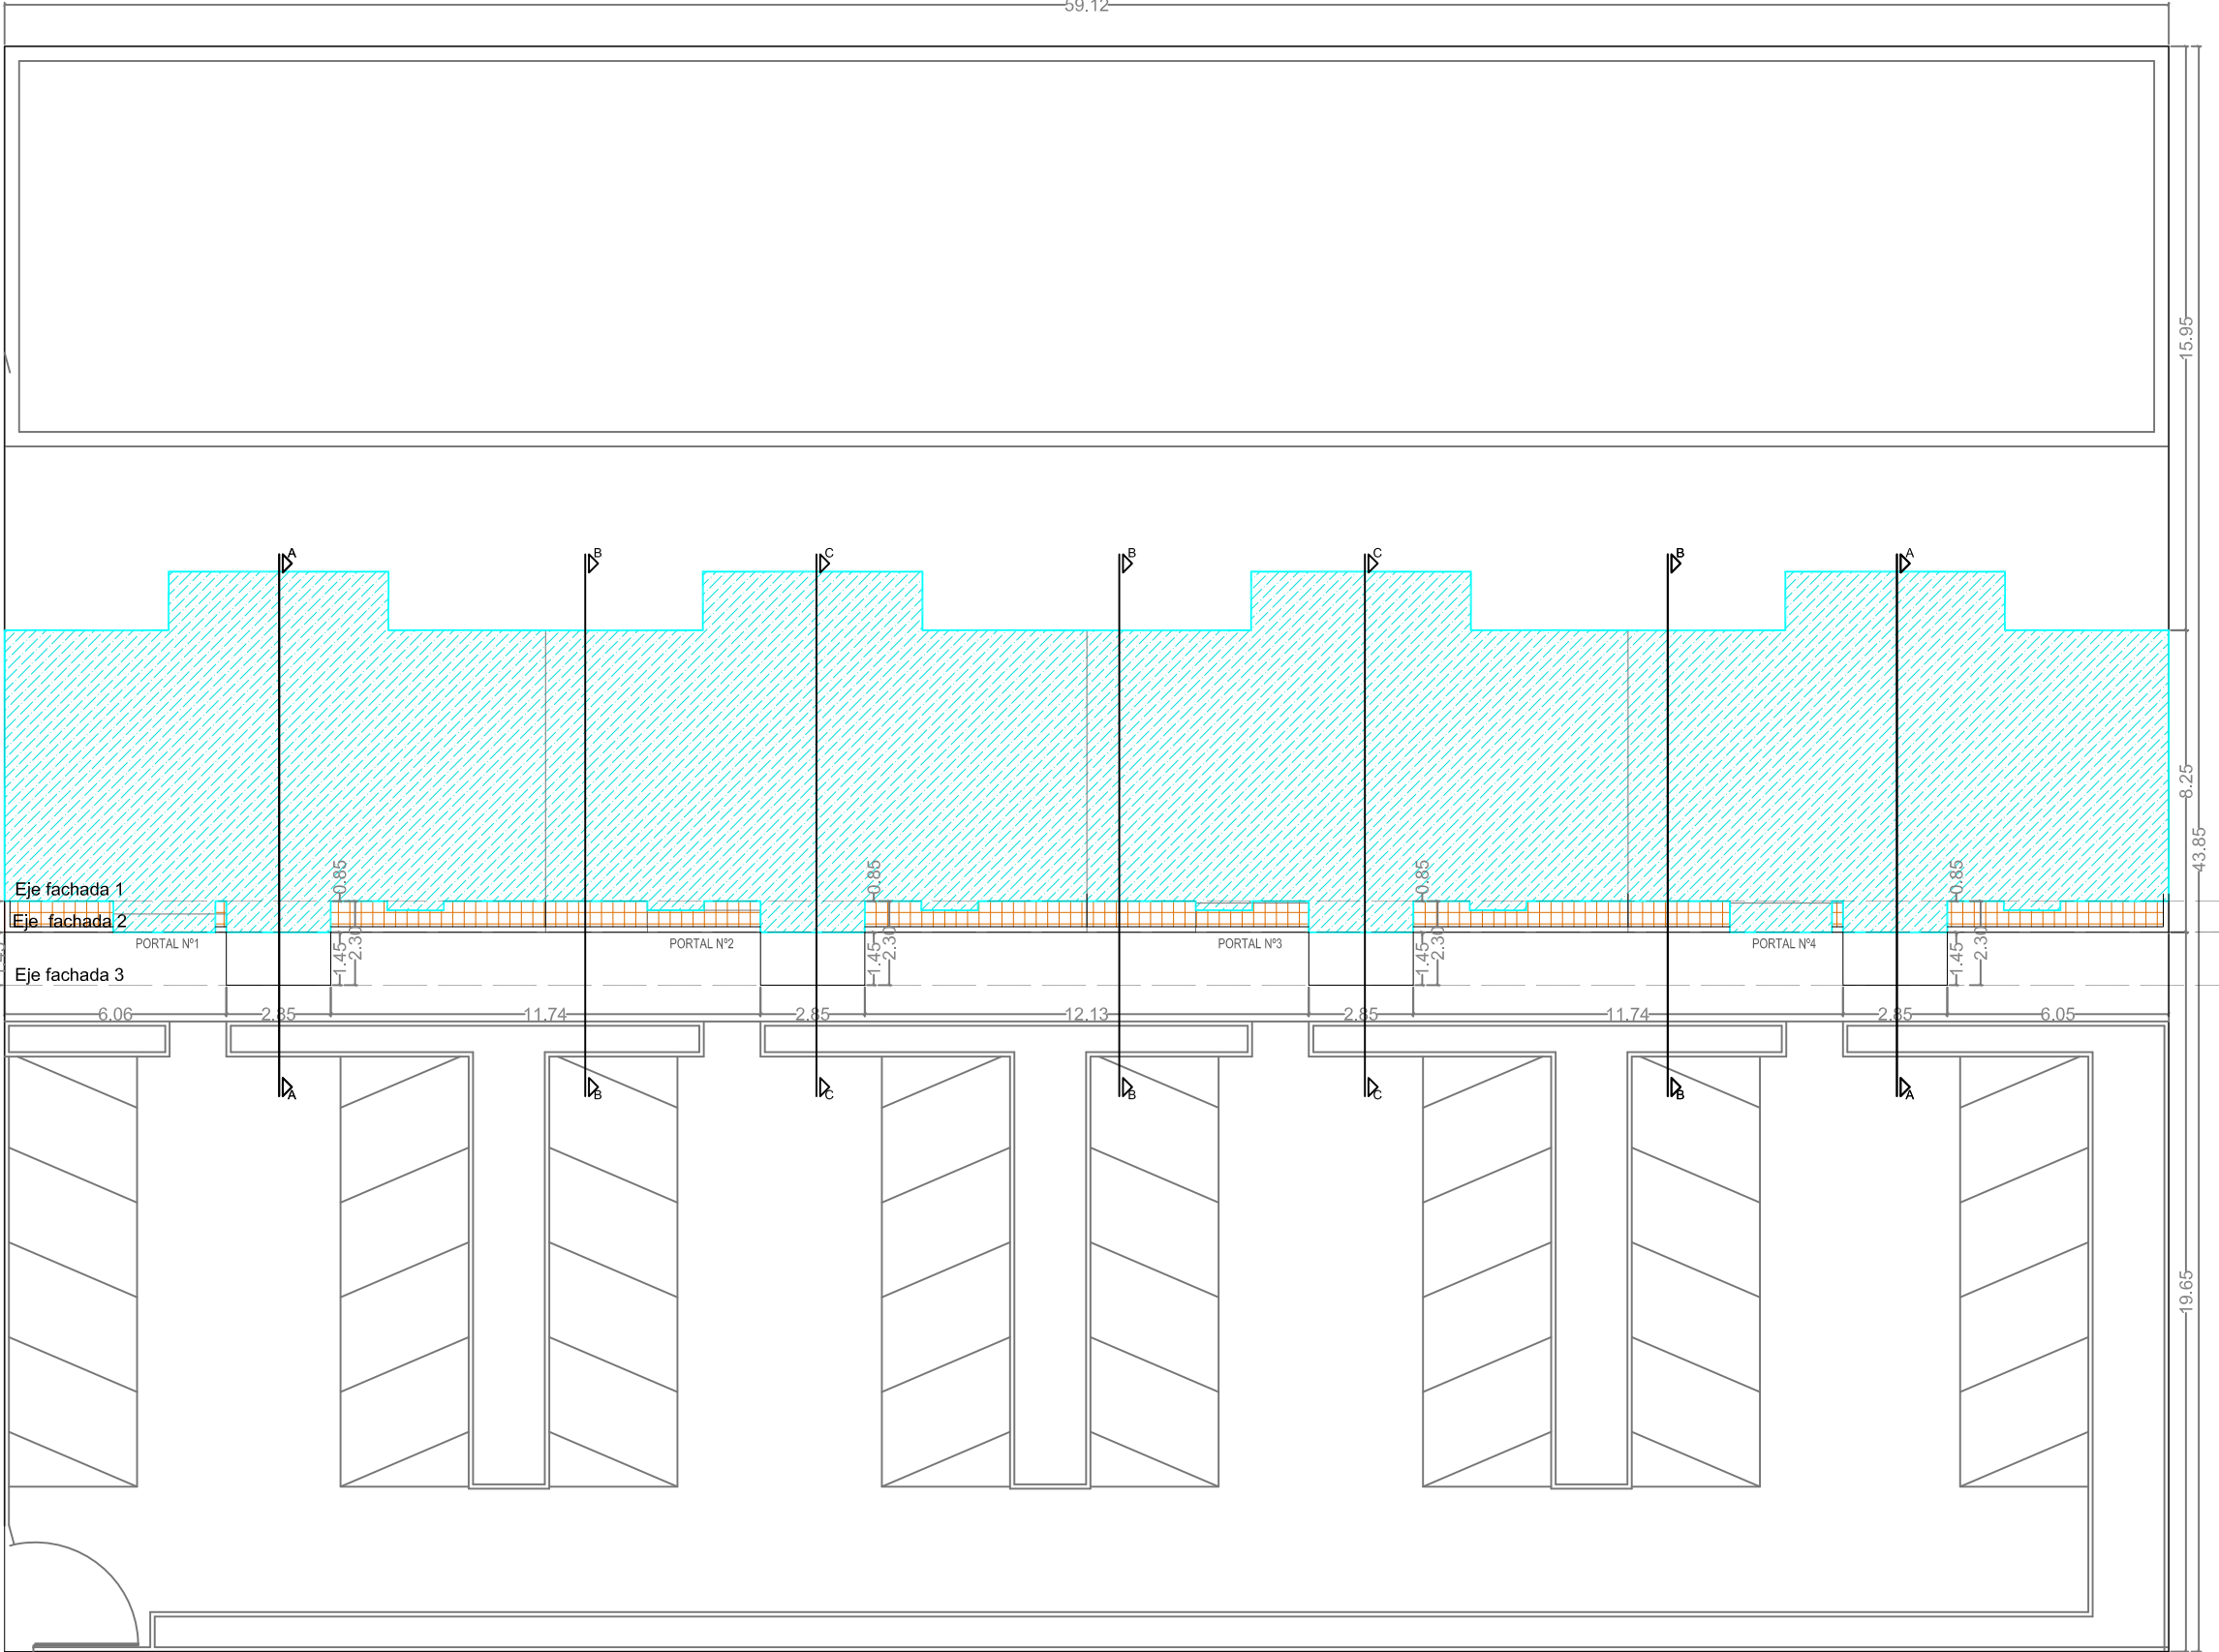 59.12
15.95
A B C B C B A
8.25
43.85
0.85 0.85 0.85 0.85
Eje fachada 1
Eje fachada 2
PORTAL Nº1 PORTAL Nº2 PORTAL Nº3 PORTAL Nº4
1.45 2.30 1.45 2.30 1.45 2.30 1.45 2.30
Eje fachada 3
6.06 2.85 11.74 2.85 12.13 2.85 11.74 2.85 6.05
A B C B C B A
19.65